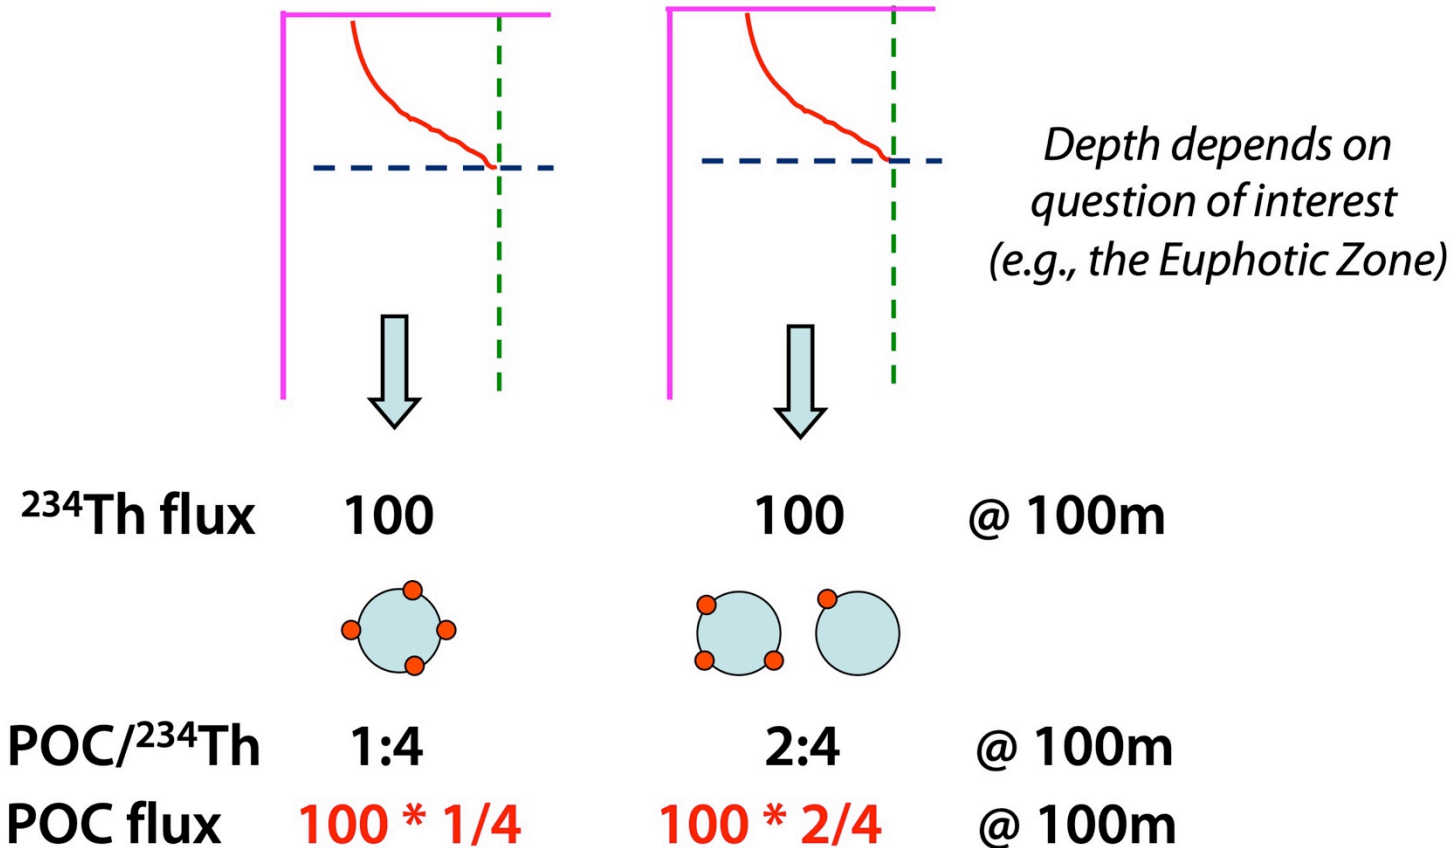 Depth depends on
question of interest
(e.g., the Euphotic Zone)
²³⁴Th flux 100 100 @ 100m
POC/²³⁴Th 1:4 2:4 @ 100m
POC flux 100 * 1/4 100 * 2/4 @ 100m